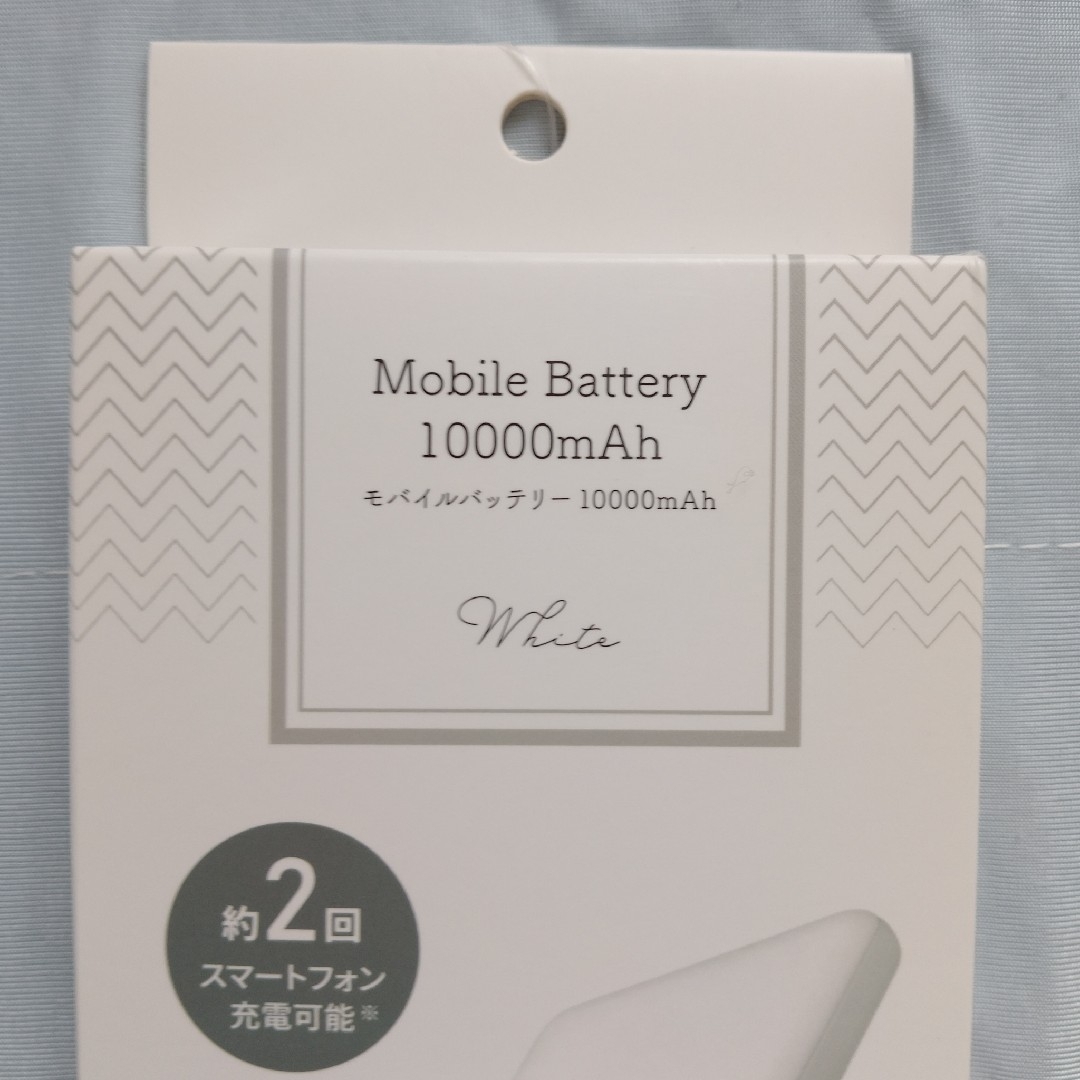 Mobile Battery
10000mAh
モバイルバッテリー 10000mAh
White
約2回
スマートフォン
充電可能※